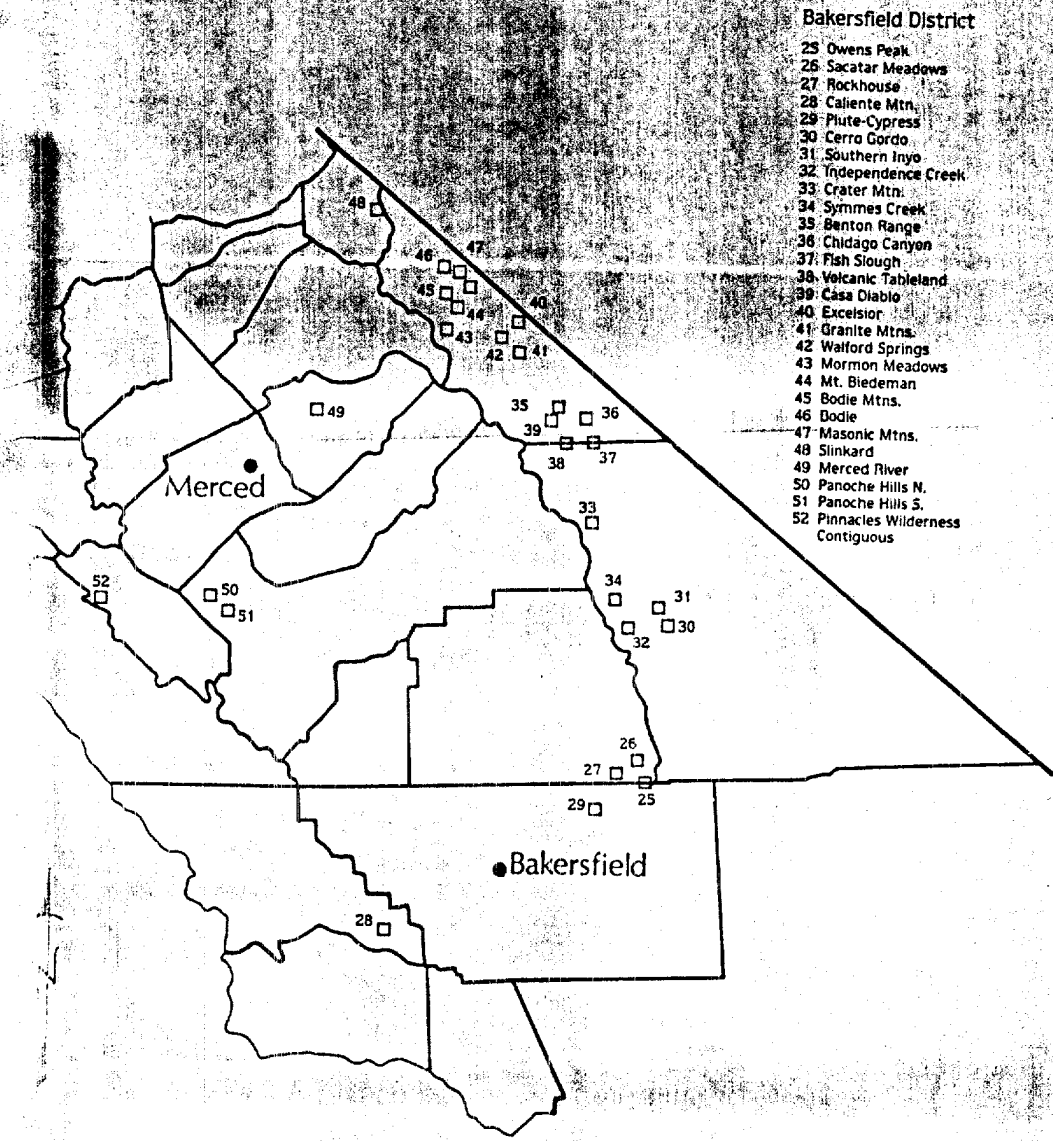 Bakersfield District
25 Owens Peak
26 Sacatar Meadows
27 Rockhouse
28 Caliente Mtn.
29 Piute-Cypress
30 Cerro Gordo
31 Southern Inyo
32 Independence Creek
33 Crater Mtn.
34 Symmes Creek
35 Benton Range
36 Chidago Canyon
37 Fish Slough
38 Volcanic Tableland
39 Casa Diablo
40 Excelsior
41 Granite Mtns.
42 Walford Springs
43 Mormon Meadows
44 Mt. Biedeman
45 Bodie Mtns.
46 Bodie
47 Masonic Mtns.
48 Slinkard
49 Merced River
50 Panoche Hills N.
51 Panoche Hills S.
52 Pinnacles Wilderness
Contiguous
48
47
46
45
44
40
43
42
41
35
36
49
39
38
37
Merced
33
52
50
51
34
31
32
30
26
27
25
29
Bakersfield
28